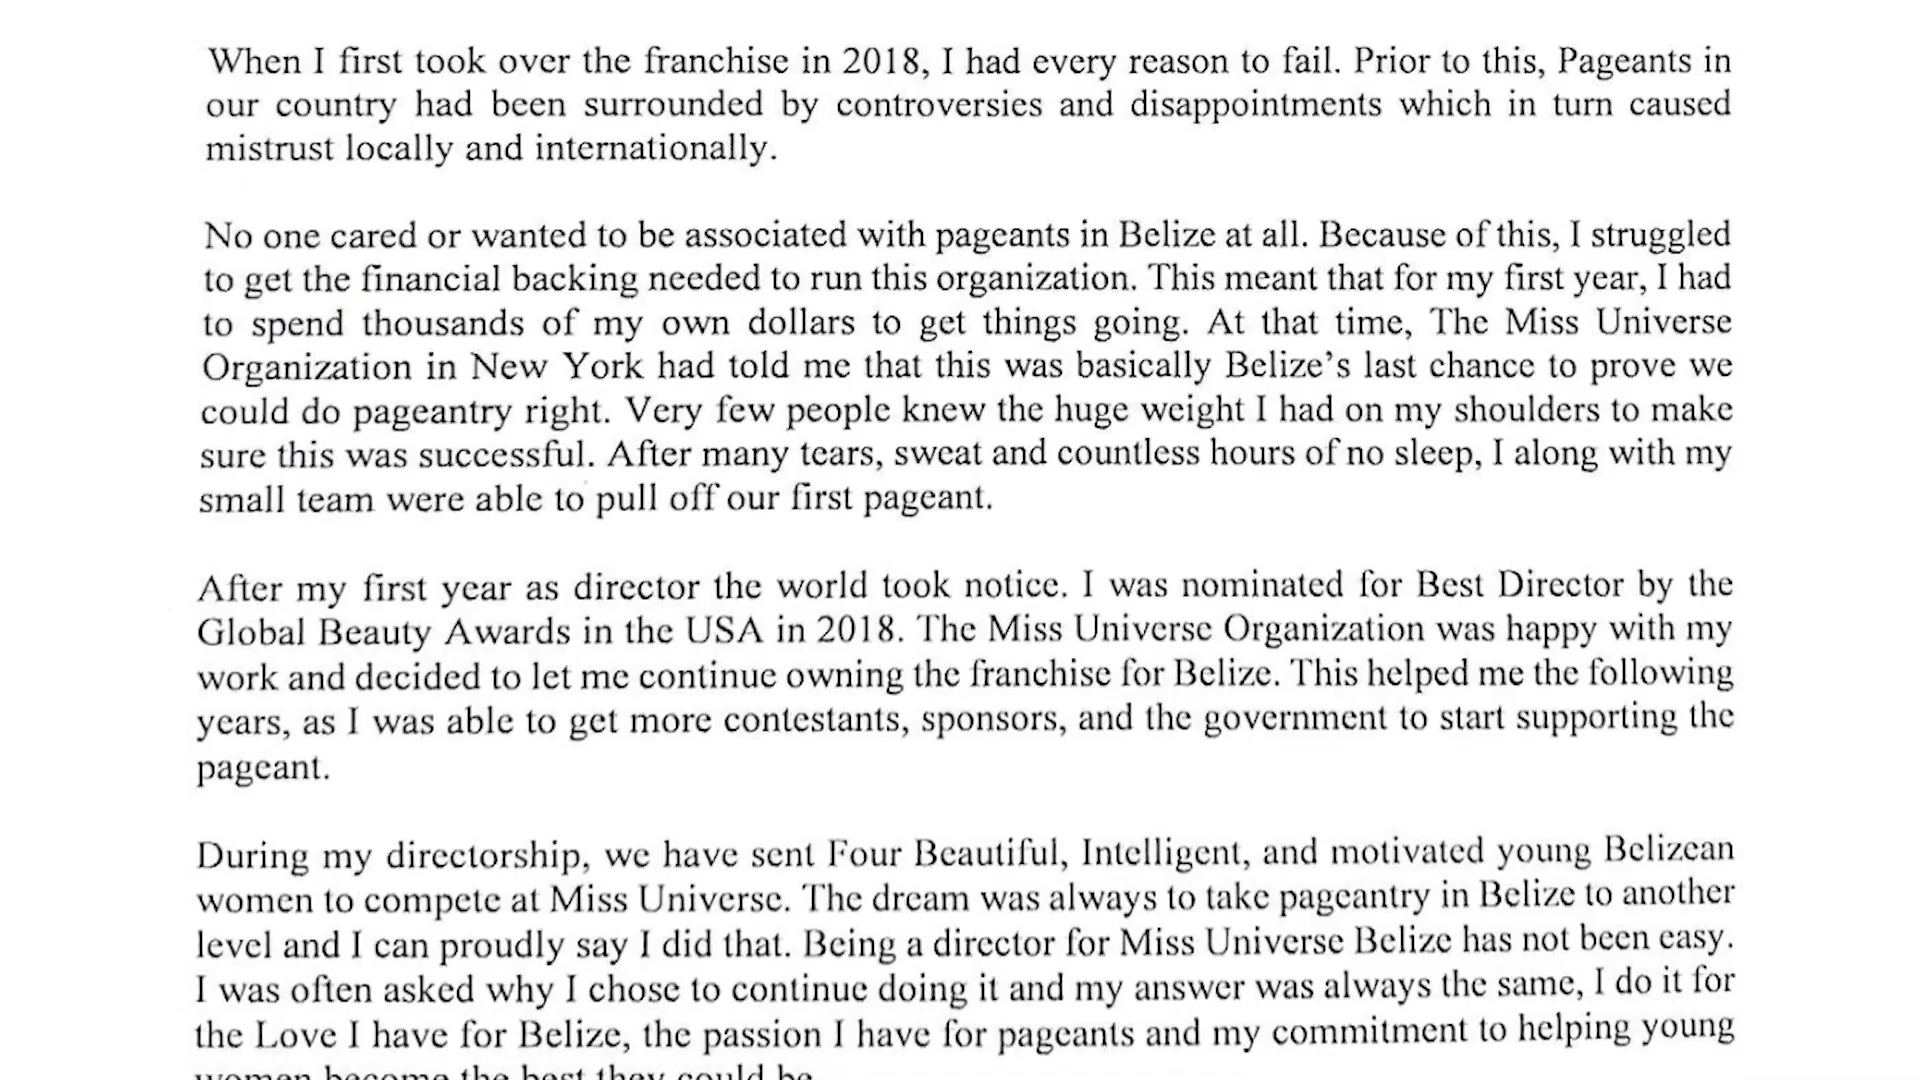 When I first took over the franchise in 2018, I had every reason to fail. Prior to this, Pageants in
our country had been surrounded by controversies and disappointments which in turn caused
mistrust locally and internationally.
No one cared or wanted to be associated with pageants in Belize at all. Because of this, I struggled
to get the financial backing needed to run this organization. This meant that for my first year, I had
to spend thousands of my own dollars to get things going. At that time, The Miss Universe
Organization in New York had told me that this was basically Belize's last chance to prove we
could do pageantry right. Very few people knew the huge weight I had on my shoulders to make
sure this was successful. After many tears, sweat and countless hours of no sleep, I along with my
small team were able to pull off our first pageant.
After my first year as director the world took notice. I was nominated for Best Director by the
Global Beauty Awards in the USA in 2018. The Miss Universe Organization was happy with my
work and decided to let me continue owning the franchise for Belize. This helped me the following
years, as I was able to get more contestants, sponsors, and the government to start supporting the
pageant.
During my directorship, we have sent Four Beautiful, Intelligent, and motivated young Belizean
women to compete at Miss Universe. The dream was always to take pageantry in Belize to another
level and I can proudly say I did that. Being a director for Miss Universe Belize has not been easy.
I was often asked why I chose to continue doing it and my answer was always the same, I do it for
the Love I have for Belize, the passion I have for pageants and my commitment to helping young
women become the best they could be